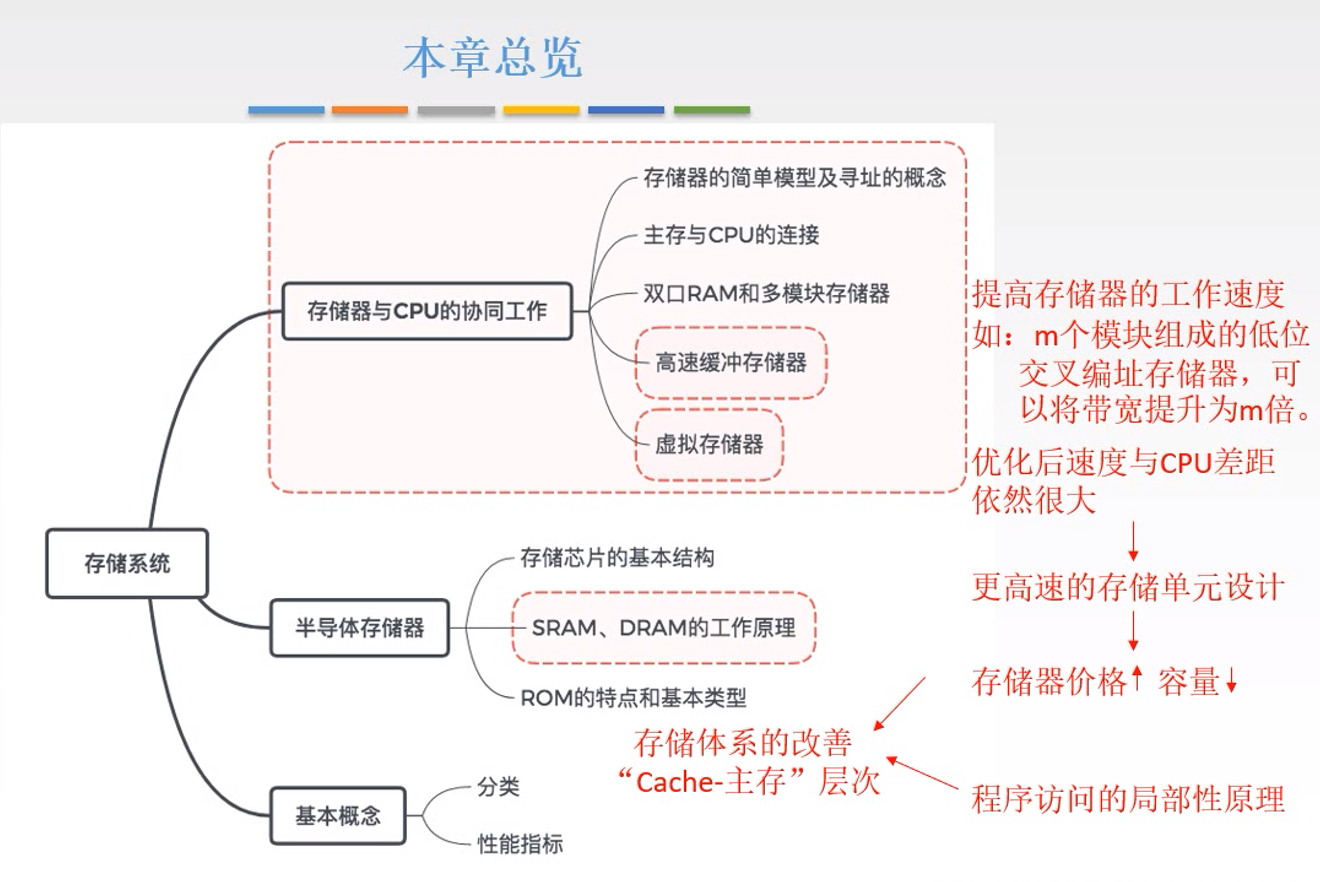 本章总览
存储器的简单模型及寻址的概念
主存与CPU的连接
双口RAM和多模块存储器
存储器与CPU的协同工作
高速缓冲存储器
虚拟存储器
提高存储器的工作速度
如：m个模块组成的低位
交叉编址存储器，可
以将带宽提升为m倍。
优化后速度与CPU差距
依然很大
更高速的存储单元设计
存储器价格↑ 容量↓
存储系统
存储芯片的基本结构
半导体存储器
SRAM、DRAM的工作原理
ROM的特点和基本类型
存储体系的改善
“Cache-主存”层次
程序访问的局部性原理
分类
基本概念
性能指标